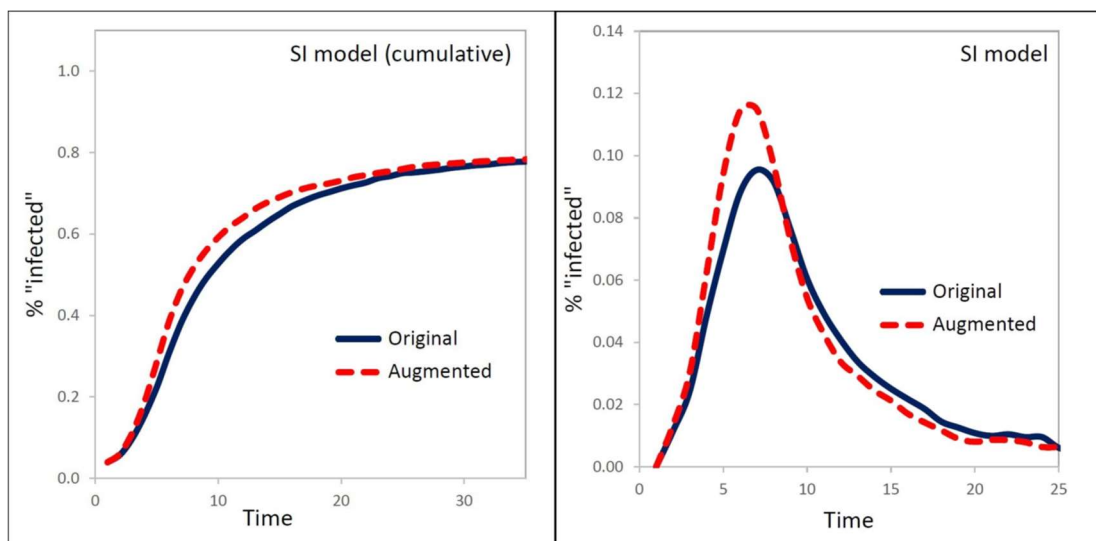 SI model (cumulative)
1.0
0.8
0.6
0.4
0.2
0.0
% "infected"
Original
Augmented
0
10
20
30
Time
SI model
0.14
0.12
0.10
0.08
0.06
0.04
0.02
0.00
% "infected"
Original
Augmented
0
5
10
15
20
25
Time